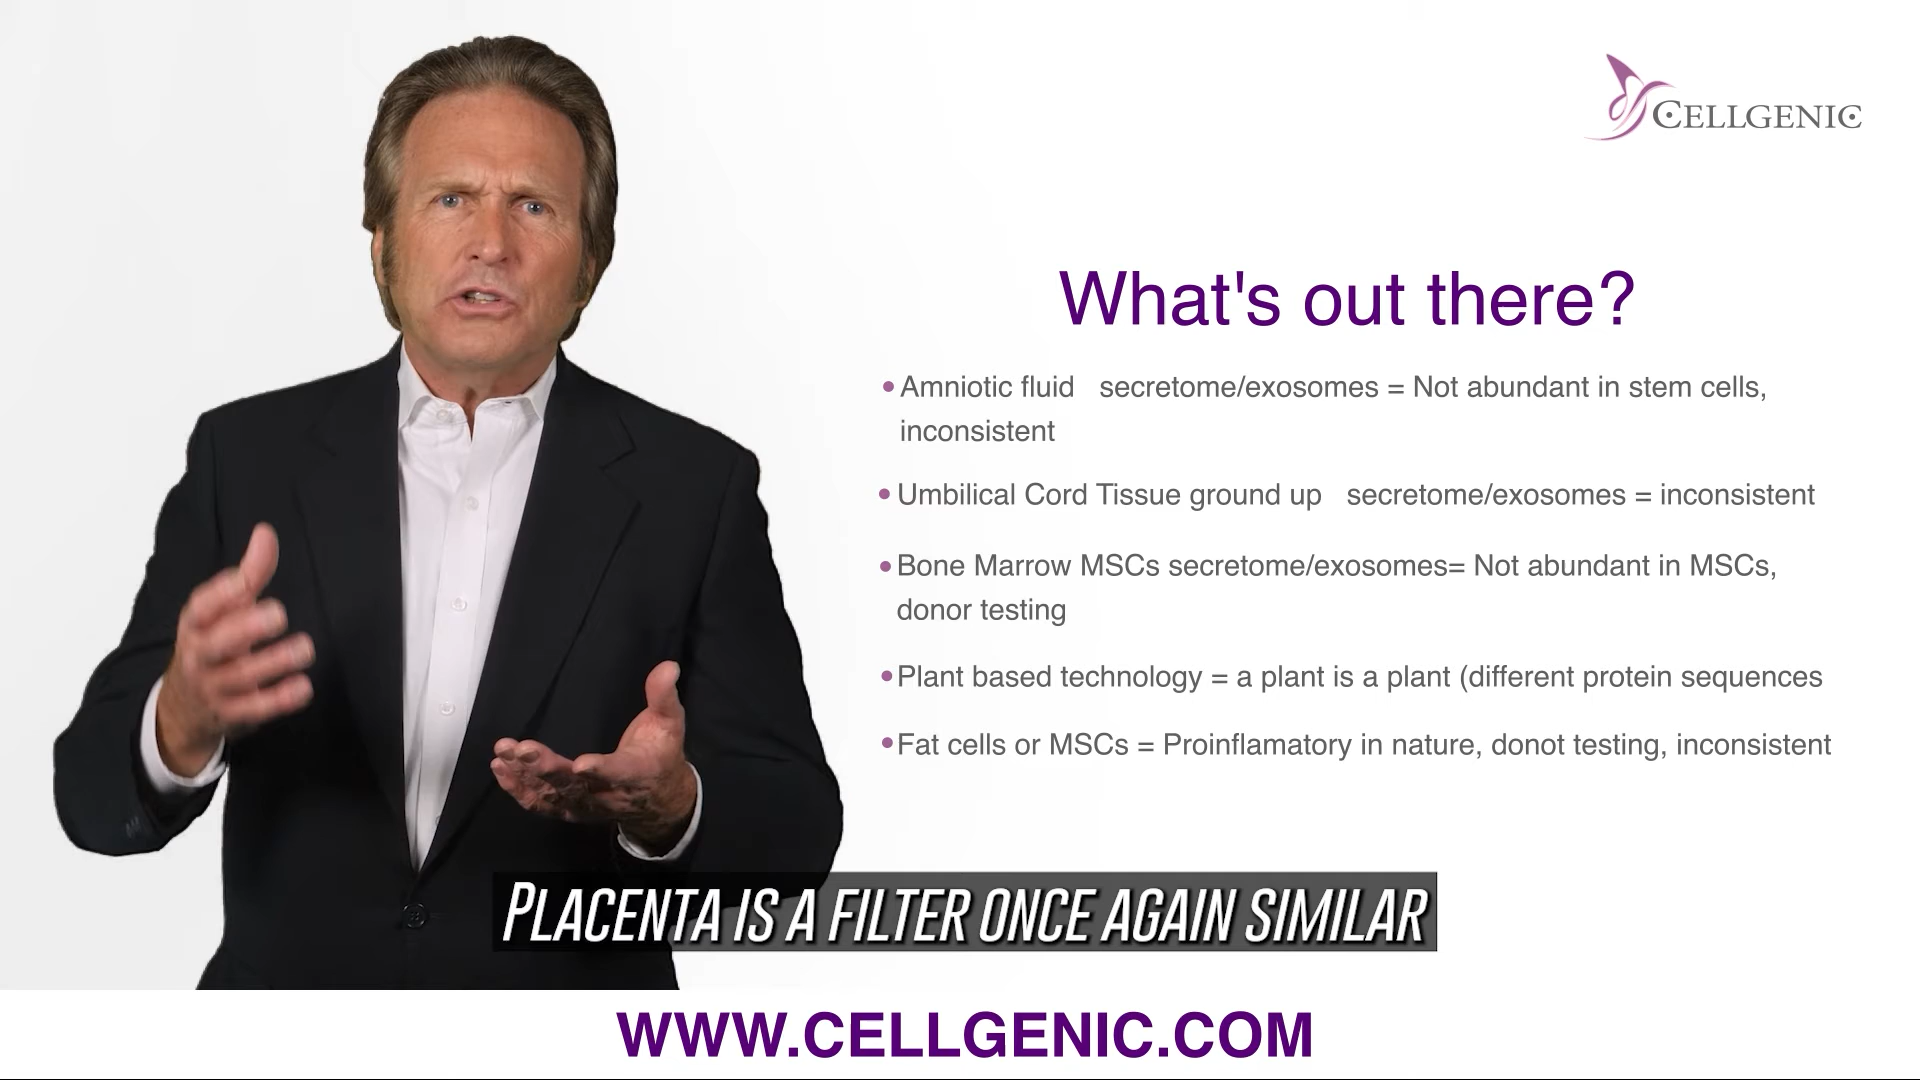 CELLGENIC
What's out there?
•Amniotic fluid   secretome/exosomes = Not abundant in stem cells,
inconsistent
•Umbilical Cord Tissue ground up   secretome/exosomes = inconsistent
•Bone Marrow MSCs secretome/exosomes= Not abundant in MSCs,
donor testing
•Plant based technology = a plant is a plant (different protein sequences
•Fat cells or MSCs = Proinflamatory in nature, donot testing, inconsistent
PLACENTA IS A FILTER ONCE AGAIN SIMILAR
WWW.CELLGENIC.COM